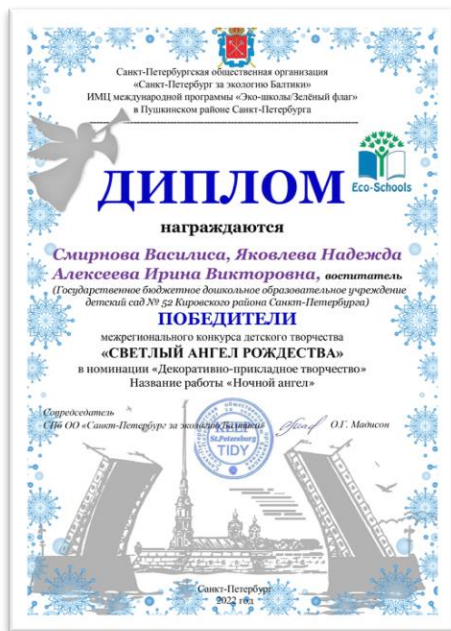 Санкт-Петербургская общественная организация
«Санкт-Петербург за экологию Балтики»
ИМЦ международной программы «Эко-школы/Зелёный флаг»
в Пушкинском районе Санкт-Петербурга
Eco-Schools
ДИПЛОМ
награждаются
Смирнова Василиса, Яковлева Надежда
Алексеева Ирина Викторовна, воспитатель
(Государственное бюджетное дошкольное образовательное учреждение
детский сад № 52 Кировского района Санкт-Петербурга)
ПОБЕДИТЕЛИ
межрегионального конкурса детского творчества
«СВЕТЛЫЙ АНГЕЛ РОЖДЕСТВА»
в номинации «Декоративно-прикладное творчество»
Название работы «Ночной ангел»
Сопредседатель
СПб ОО «Санкт-Петербург за экологию Балтики»
О.Г. Мадисон
KEEP
St.Petersburg
TIDY
Санкт-Петербург
2022 год